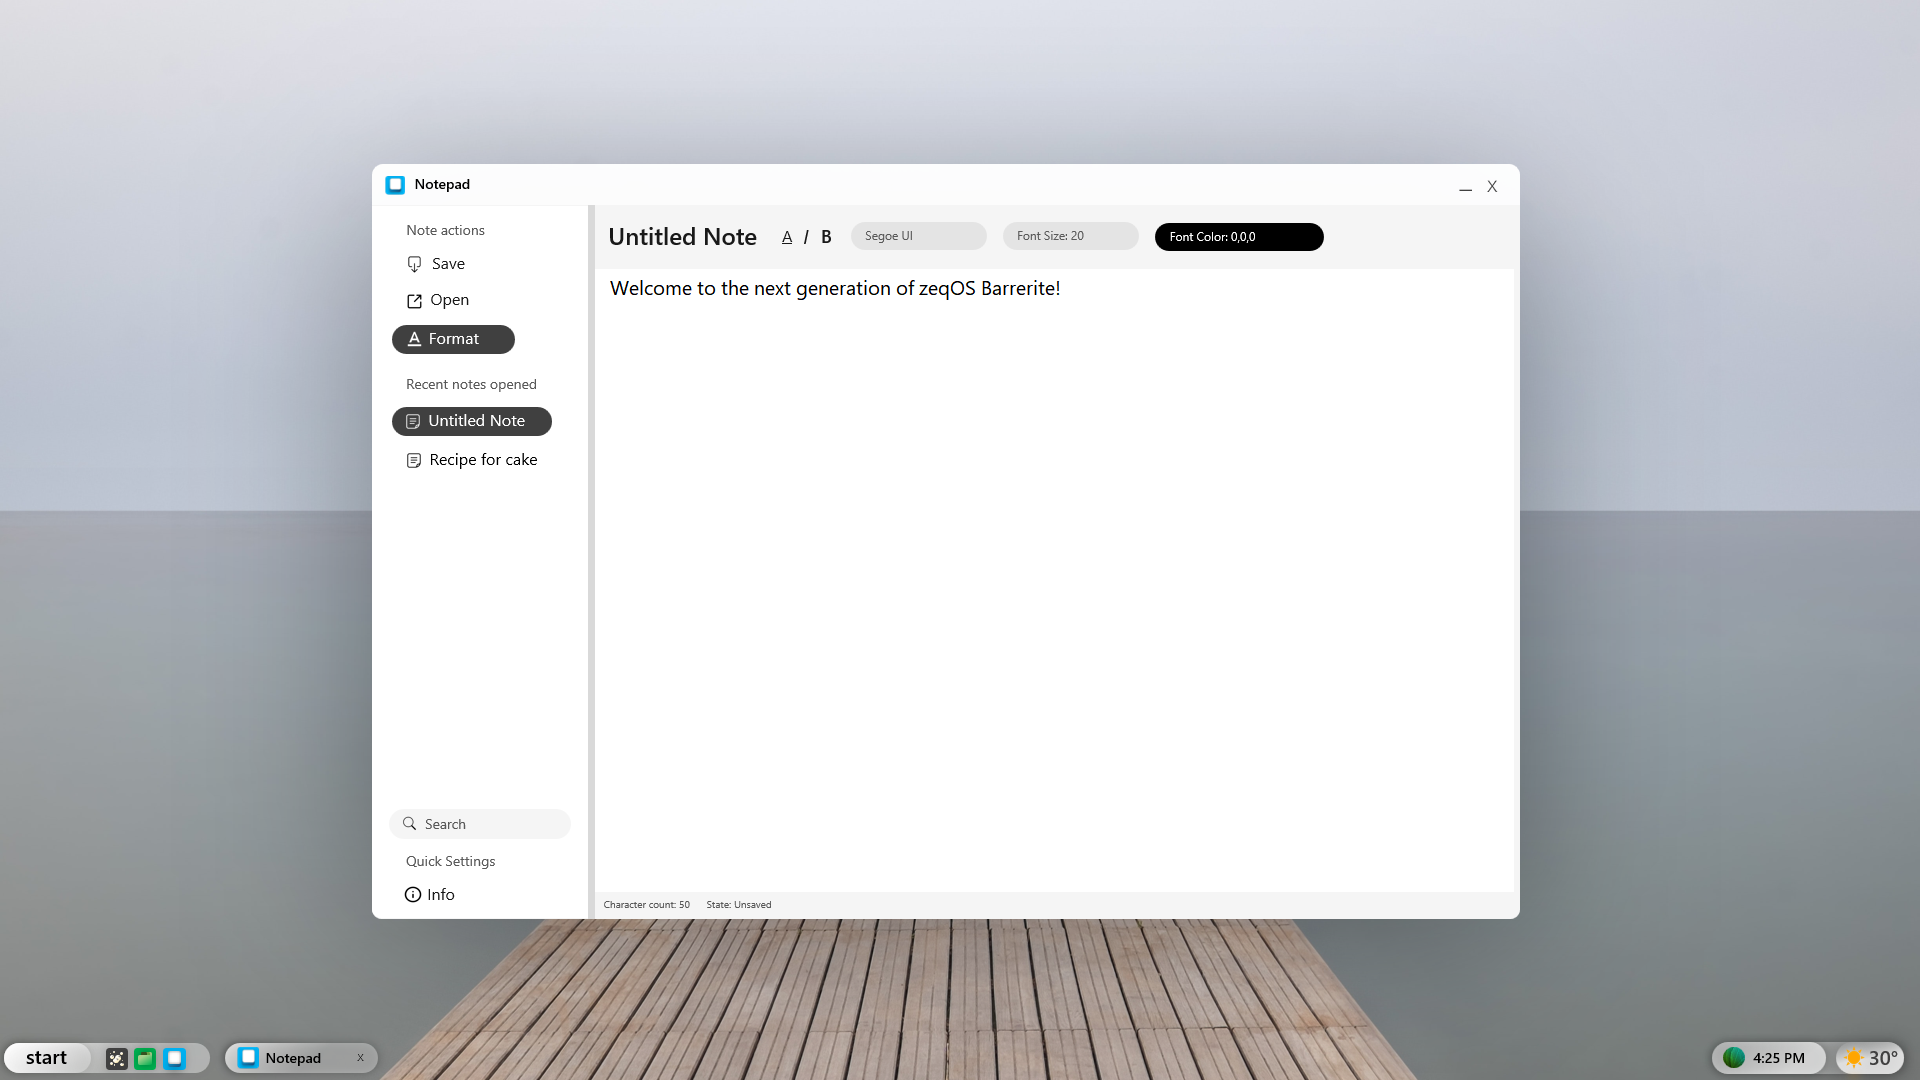 Notepad
X
Note actions
Save
Open
Format
Recent notes opened
Untitled Note
Recipe for cake
Search
Quick Settings
Info
Untitled Note A I B Segoe UI Font Size: 20 Font Color: 0,0,0
Welcome to the next generation of zeqOS Barrerite!
Character count: 50 State: Unsaved
start Notepad x 4:25 PM 30°